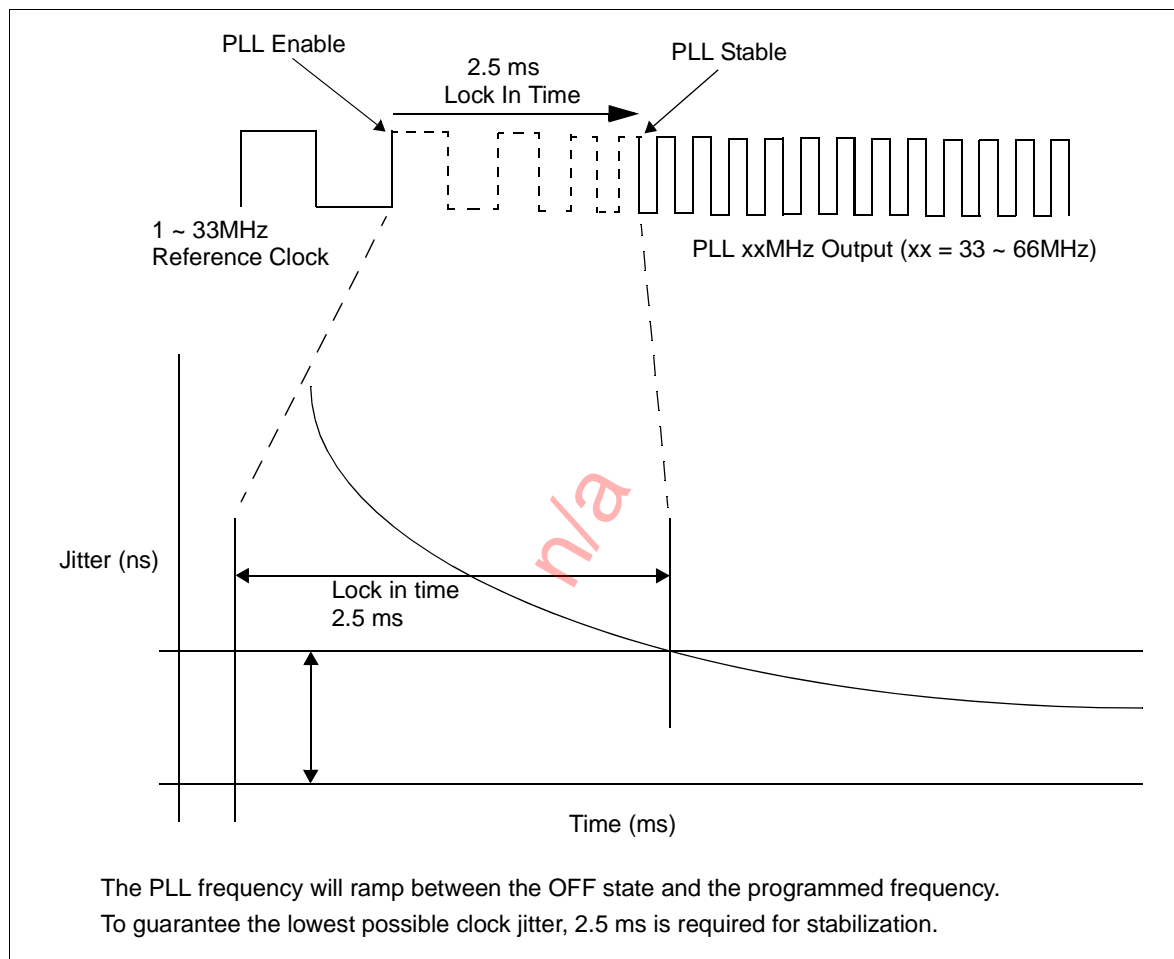 PLL Enable
2.5 ms
Lock In Time
PLL Stable
1 ~ 33MHz
Reference Clock
PLL xxMHz Output (xx = 33 ~ 66MHz)
n/a
Jitter (ns)
Lock in time
2.5 ms
Time (ms)
The PLL frequency will ramp between the OFF state and the programmed frequency.
To guarantee the lowest possible clock jitter, 2.5 ms is required for stabilization.